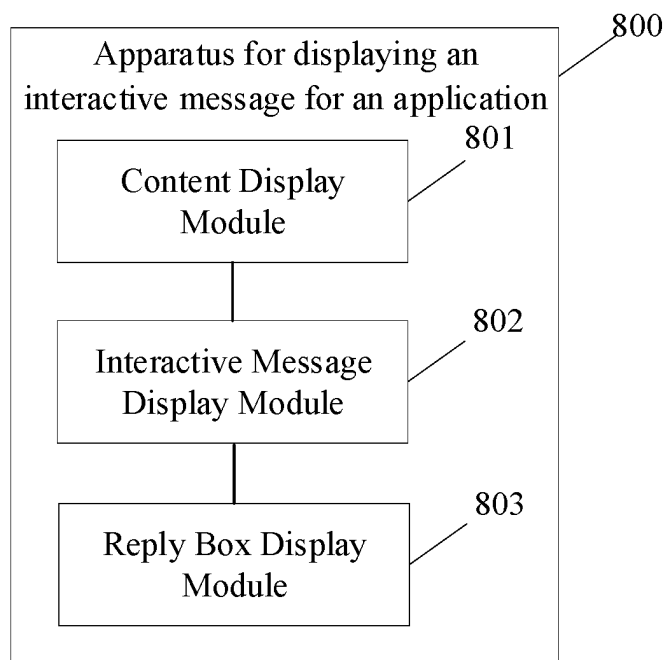 800
Apparatus for displaying an
interactive message for an application
801
Content Display
Module
802
Interactive Message
Display Module
803
Reply Box Display
Module